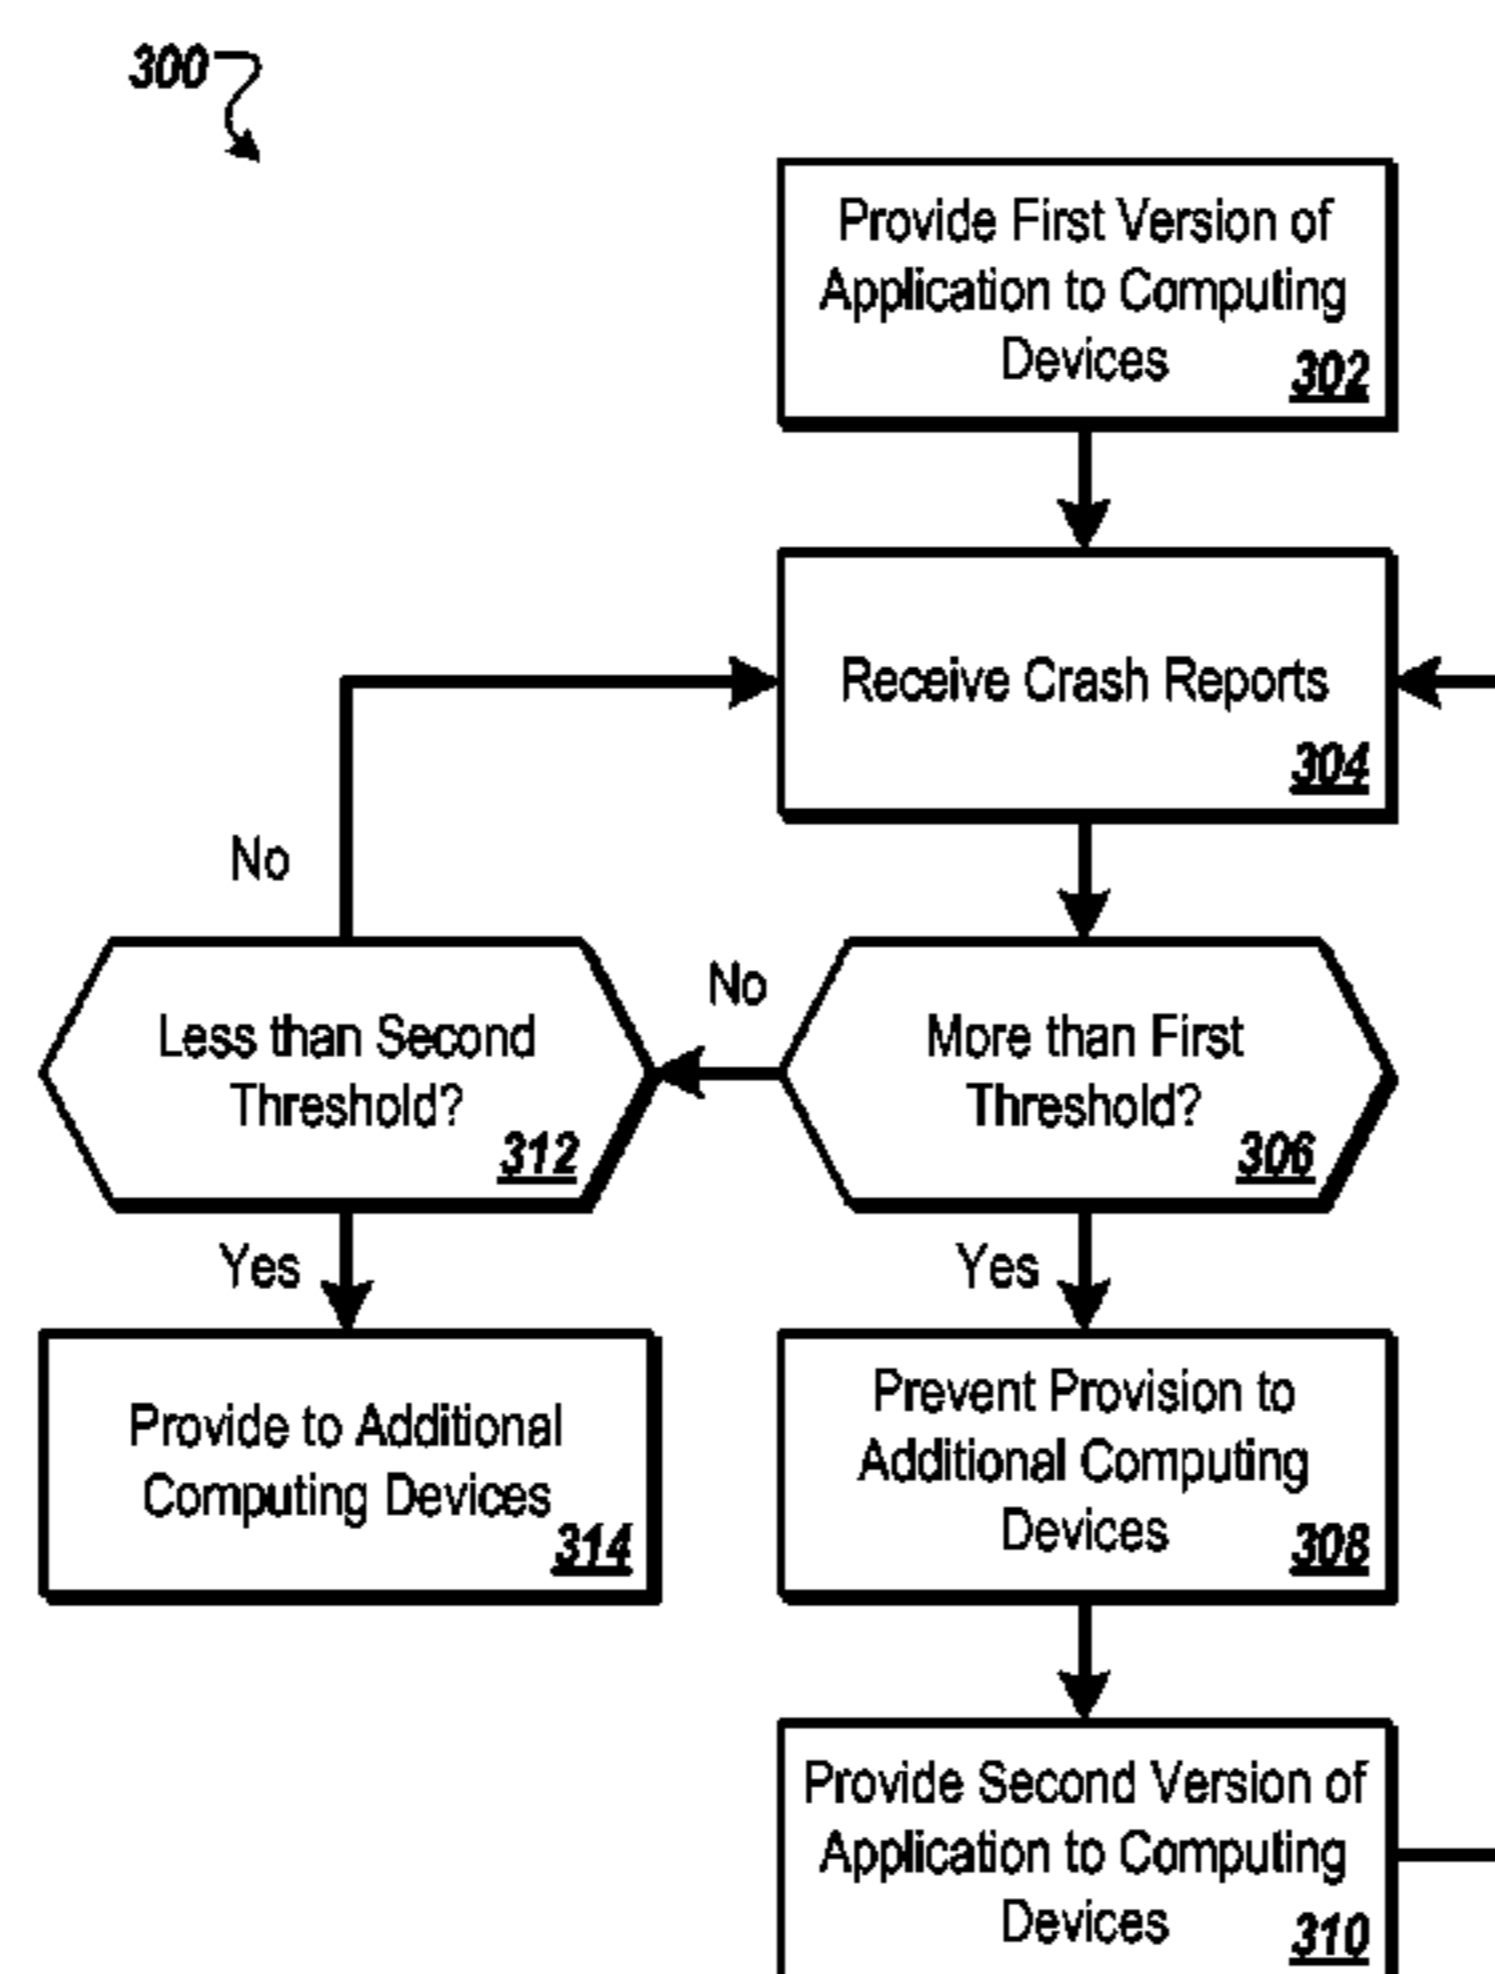 300
Provide First Version of
Application to Computing
Devices
302
Receive Crash Reports
304
No
Less than Second
Threshold?
312
No
More than First
Threshold?
306
Yes
Yes
Provide to Additional
Computing Devices
314
Prevent Provision to
Additional Computing
Devices
308
Provide Second Version of
Application to Computing
Devices
310